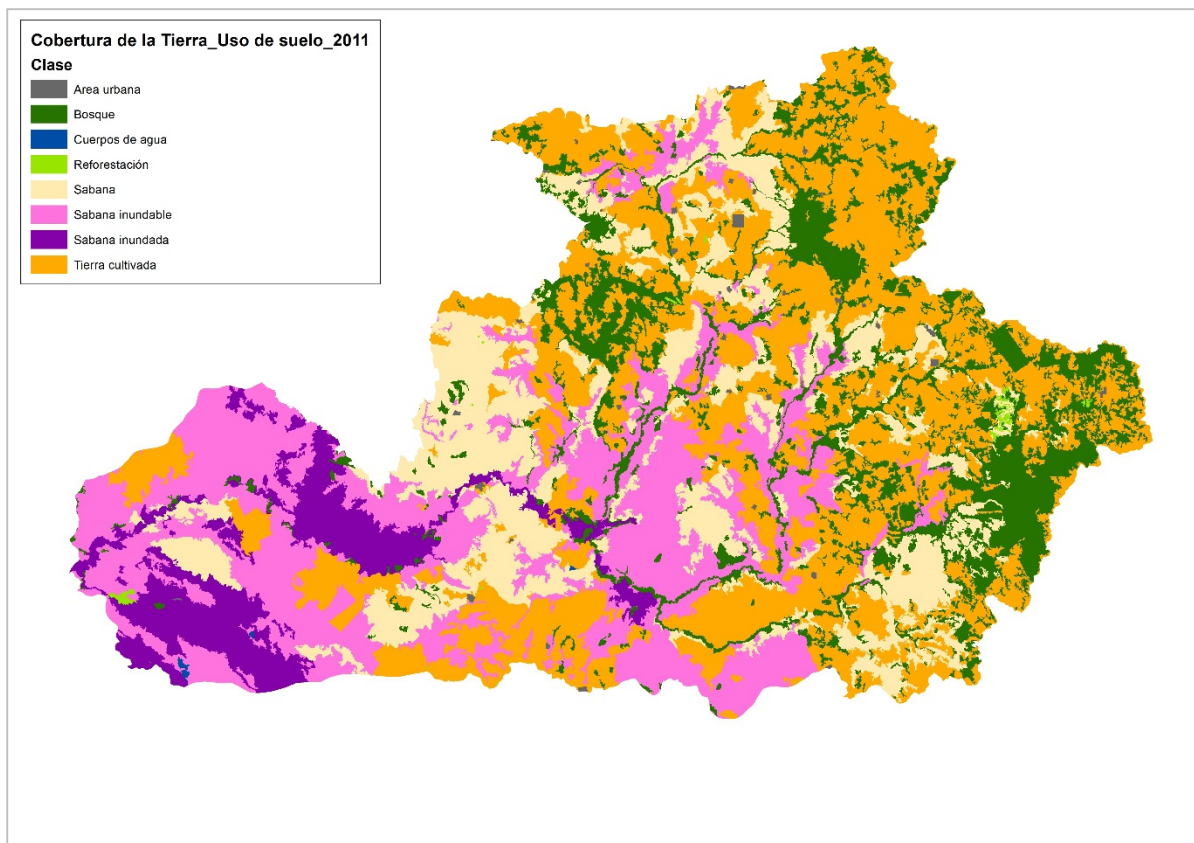 Cobertura de la Tierra_Uso de suelo_2011
Clase
Area urbana
Bosque
Cuerpos de agua
Reforestación
Sabana
Sabana inundable
Sabana inundada
Tierra cultivada